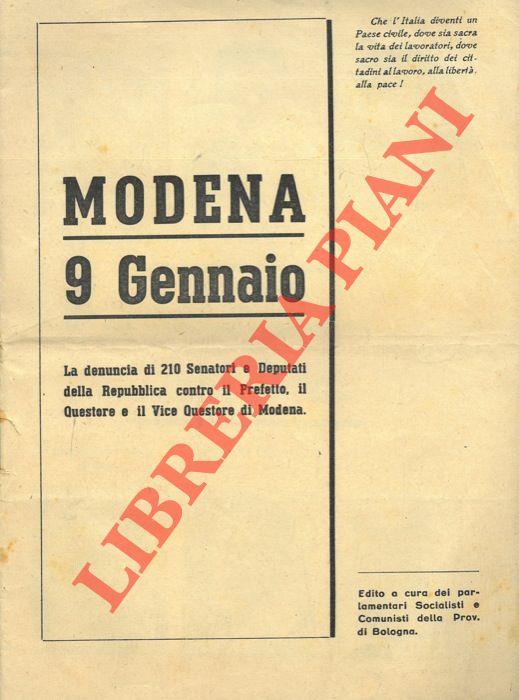 Che l'Italia diventi un
Paese civile, dove sia sacra
la vita dei lavoratori, dove
sacro sia il diritto dei cit-
tadini al lavoro, alla libertà,
alla pace!
MODENA
9 Gennaio
La denuncia di 210 Senatori e Deputati
della Repubblica contro il Prefetto, il
Questore e il Vice Questore di Modena.
Edito a cura dei par-
lamentari Socialisti e
Comunisti della Prov.
di Bologna.
LIBRERIA PIANI